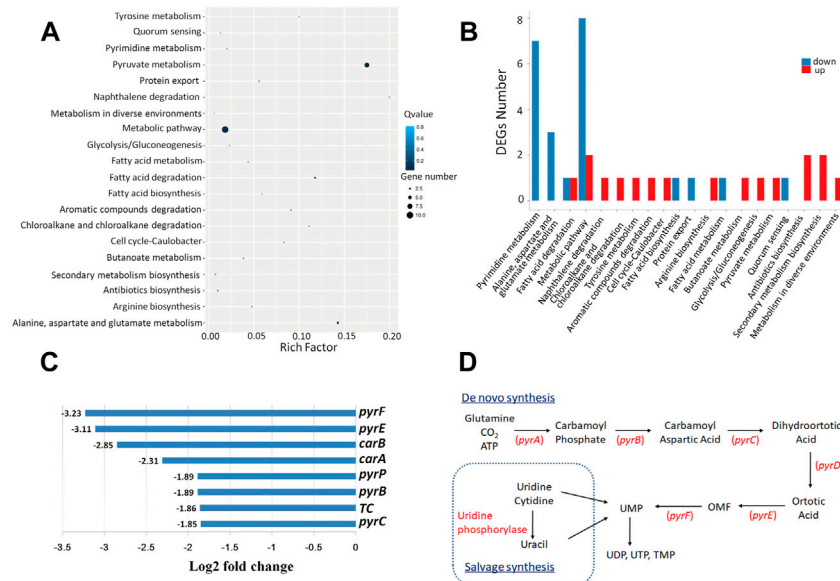 A
Tyrosine metabolism
Quorum sensing
Pyrimidine metabolism
Pyruvate metabolism
Protein export
Naphthalene degradation
Metabolism in diverse environments
Metabolic pathway
Glycolysis/Gluconeogenesis
Fatty acid metabolism
Fatty acid degradation
Fatty acid biosynthesis
Aromatic compounds degradation
Chloroalkane and chloroalkane degradation
Cell cycle-Caulobacter
Butanoate metabolism
Secondary metabolism biosynthesis
Antibiotics biosynthesis
Arginine biosynthesis
Alanine, aspartate and glutamate metabolism
0.00 0.05 0.10 0.15 0.20
Rich Factor
Qvalue
0.8
0.6
0.4
0.2
Gene number
2.5
5.0
7.5
10.0
B
DEGs Number
8
6
4
2
0
down
up
Pyrimidine metabolism
Alanine, aspartate and
glutamate metabolism
Fatty acid degradation
Metabolic pathway
Naphthalene degradation
Chloroalkane and
chloroalkane degradation
Tyrosine metabolism
Aromatic compounds degradation
Cell cycle-Caulobacter
Fatty acid biosynthesis
Protein export
Arginine biosynthesis
Fatty acid metabolism
Butanoate metabolism
Glycolysis/Gluconeogenesis
Pyruvate metabolism
Quorum sensing
Antibiotics biosynthesis
Secondary metabolism biosynthesis
Metabolism in diverse environments
C
-3.23 pyrF
-3.11 pyrE
-2.85 carB
-2.31 carA
-1.89 pyrP
-1.89 pyrB
-1.86 TC
-1.85 pyrC
-3.5 -3 -2.5 -2 -1.5 -1 -0.5 0
Log2 fold change
D
De novo synthesis
Glutamine
CO2
ATP
(pyrA)
Carbamoyl
Phosphate
(pyrB)
Carbamoyl
Aspartic Acid
(pyrC)
Dihydroortotic
Acid
(pyrD)
Ortotic
Acid
(pyrE)
OMF
(pyrF)
UMP
UDP, UTP, TMP
Uridine
Cytidine
Uridine
phosphorylase
Uracil
Salvage synthesis